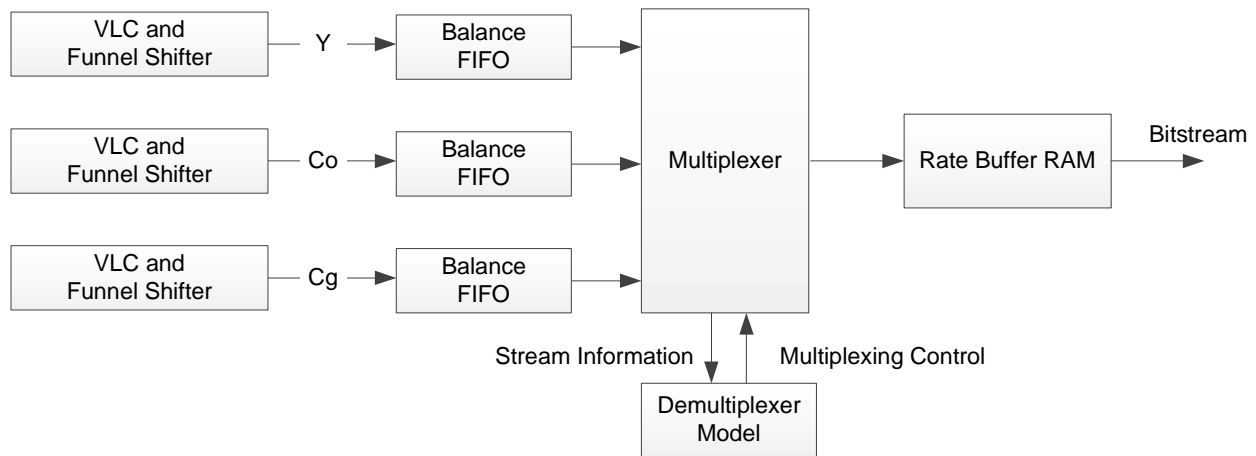 VLC and
Funnel Shifter
Y
Balance
FIFO
VLC and
Funnel Shifter
Co
Balance
FIFO
Multiplexer
Rate Buffer RAM
Bitstream
VLC and
Funnel Shifter
Cg
Balance
FIFO
Stream Information
Multiplexing Control
Demultiplexer
Model